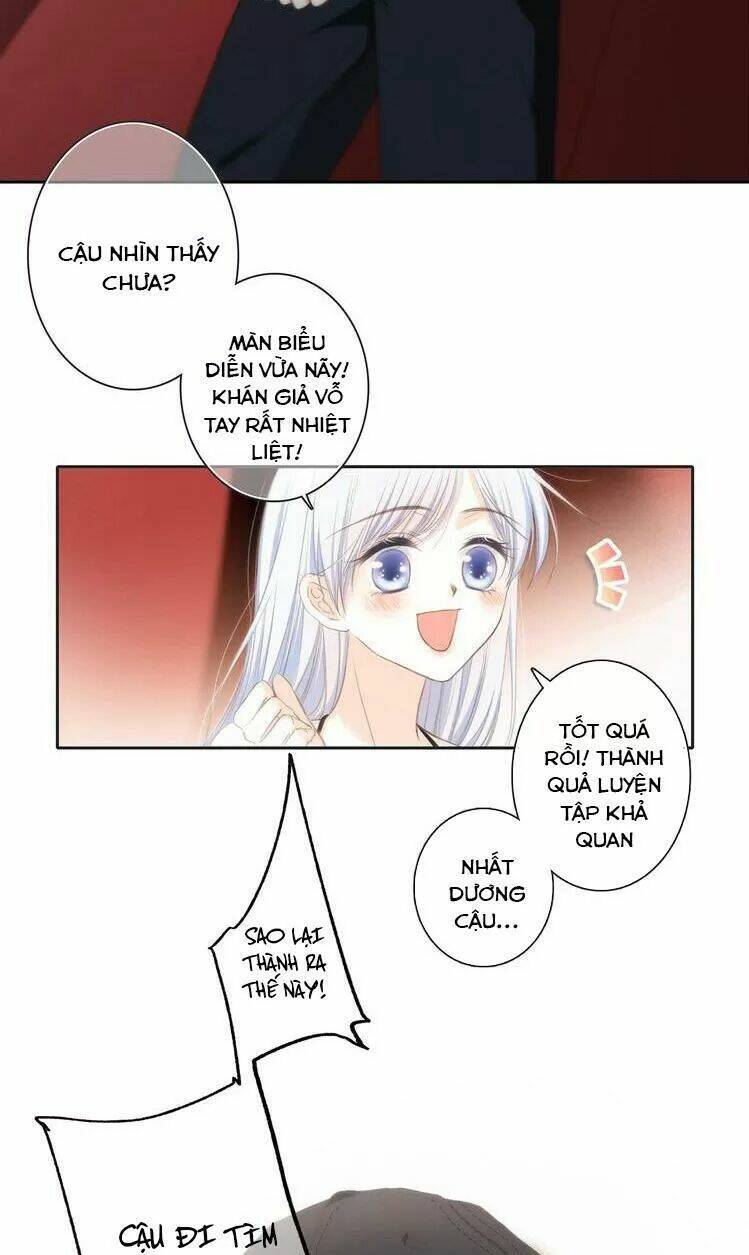 CẬU NHÌN THẤY
CHƯA?
MÀN BIỂU
DIỄN VỪA NÃY!
KHÁN GIẢ VỖ
TAY RẤT NHIỆT
LIỆT!
TỐT QUÁ
RỒI! THÀNH
QUẢ LUYỆN
TẬP KHẢ
QUAN
NHẤT
DƯƠNG
CẬU...
SAO LẠI
THÀNH RA
THẾ NÀY!
CẬU ĐI TÌM